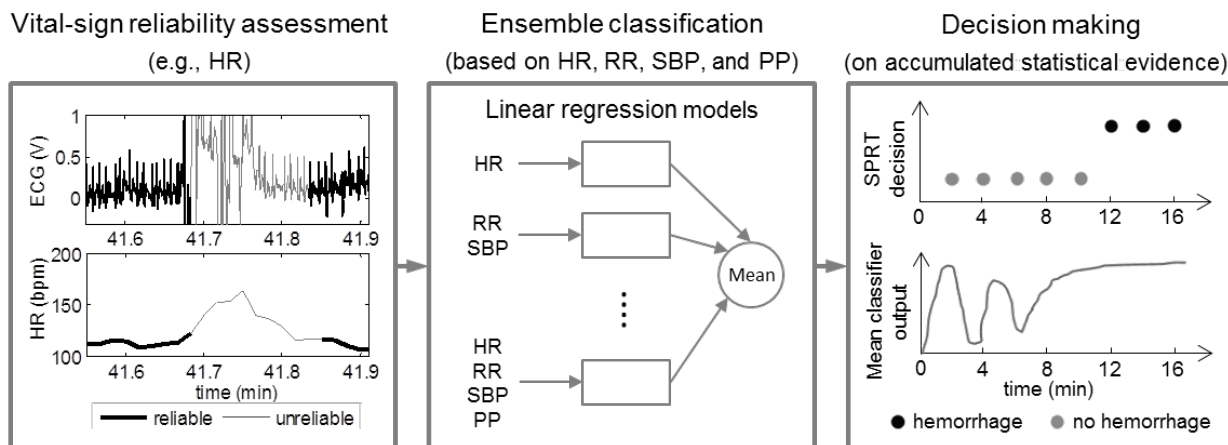 Vital-sign reliability assessment
(e.g., HR)
ECG (V)
1
0.5
0
41.6
41.7
41.8
41.9
HR (bpm)
200
150
100
41.6
41.7
41.8
41.9
time (min)
reliable
unreliable
Ensemble classification
(based on HR, RR, SBP, and PP)
Linear regression models
HR
RR
SBP
Mean
HR
RR
SBP
PP
Decision making
(on accumulated statistical evidence)
SPRT
decision
0
4
8
12
16
Mean classifier
output
0
4
8
12
16
time (min)
hemorrhage
no hemorrhage